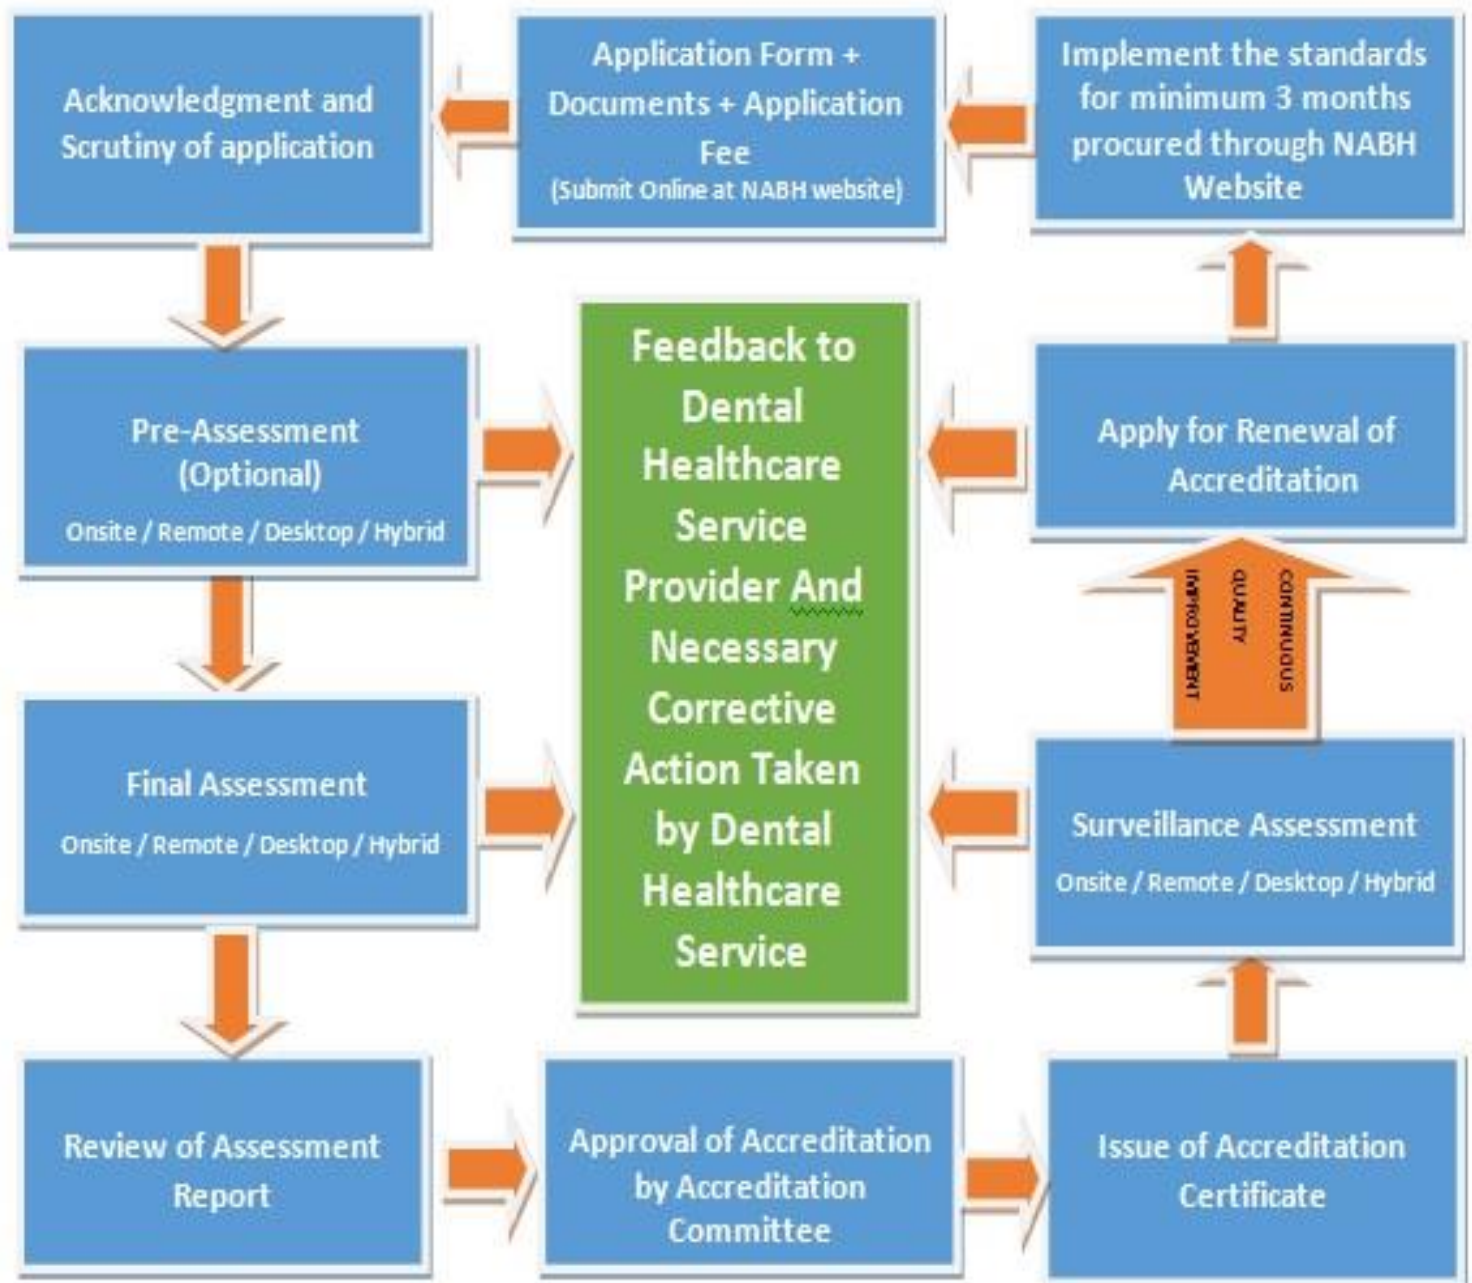 Acknowledgment and
Scrutiny of application
Application Form +
Documents + Application
Fee
(Submit Online at NABH website)
Implement the standards
for minimum 3 months
procured through NABH
Website
Pre-Assessment
(Optional)
Onsite / Remote / Desktop / Hybrid
Feedback to
Dental
Healthcare
Service
Provider And
Necessary
Corrective
Action Taken
by Dental
Healthcare
Service
Apply for Renewal of
Accreditation
CONTINUOUS
QUALITY
IMPROVEMENT
Final Assessment
Onsite / Remote / Desktop / Hybrid
Surveillance Assessment
Onsite / Remote / Desktop / Hybrid
Review of Assessment
Report
Approval of Accreditation
by Accreditation
Committee
Issue of Accreditation
Certificate